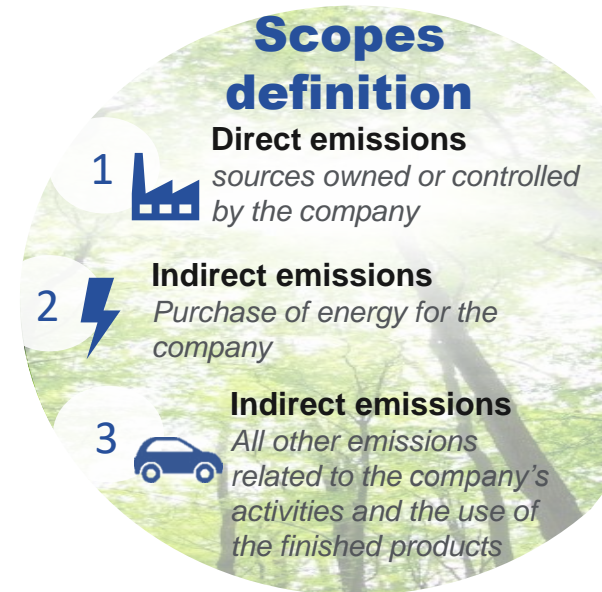 Scopes
definition
1
Direct emissions
sources owned or controlled
by the company
2
Indirect emissions
Purchase of energy for the
company
3
Indirect emissions
All other emissions
related to the company’s
activities and the use of
the finished products